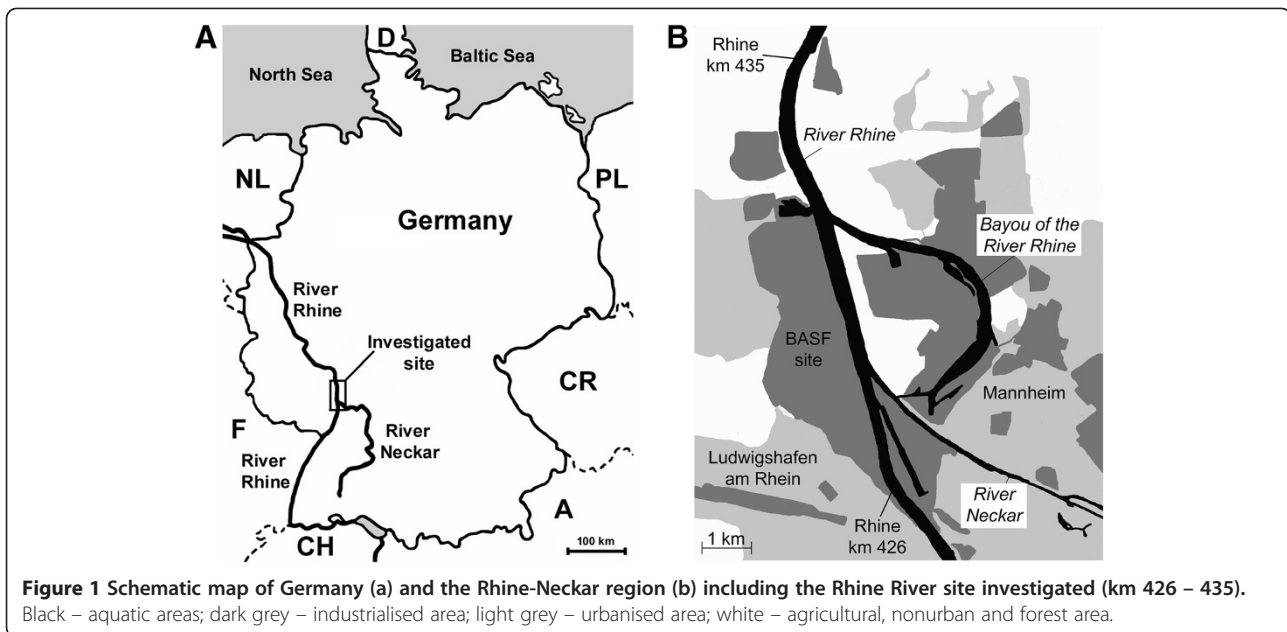 A
D
North Sea
Baltic Sea
NL
PL
Germany
River
Rhine
Investigated
site
CR
F
River
Rhine
River
Neckar
A
CH
100 km
B
Rhine
km 435
River Rhine
Bayou of the
River Rhine
BASF
site
Mannheim
Ludwigshafen
am Rhein
River
Neckar
Rhine
km 426
1 km
Figure 1 Schematic map of Germany (a) and the Rhine-Neckar region (b) including the Rhine River site investigated (km 426 – 435).
Black – aquatic areas; dark grey – industrialised area; light grey – urbanised area; white – agricultural, nonurban and forest area.